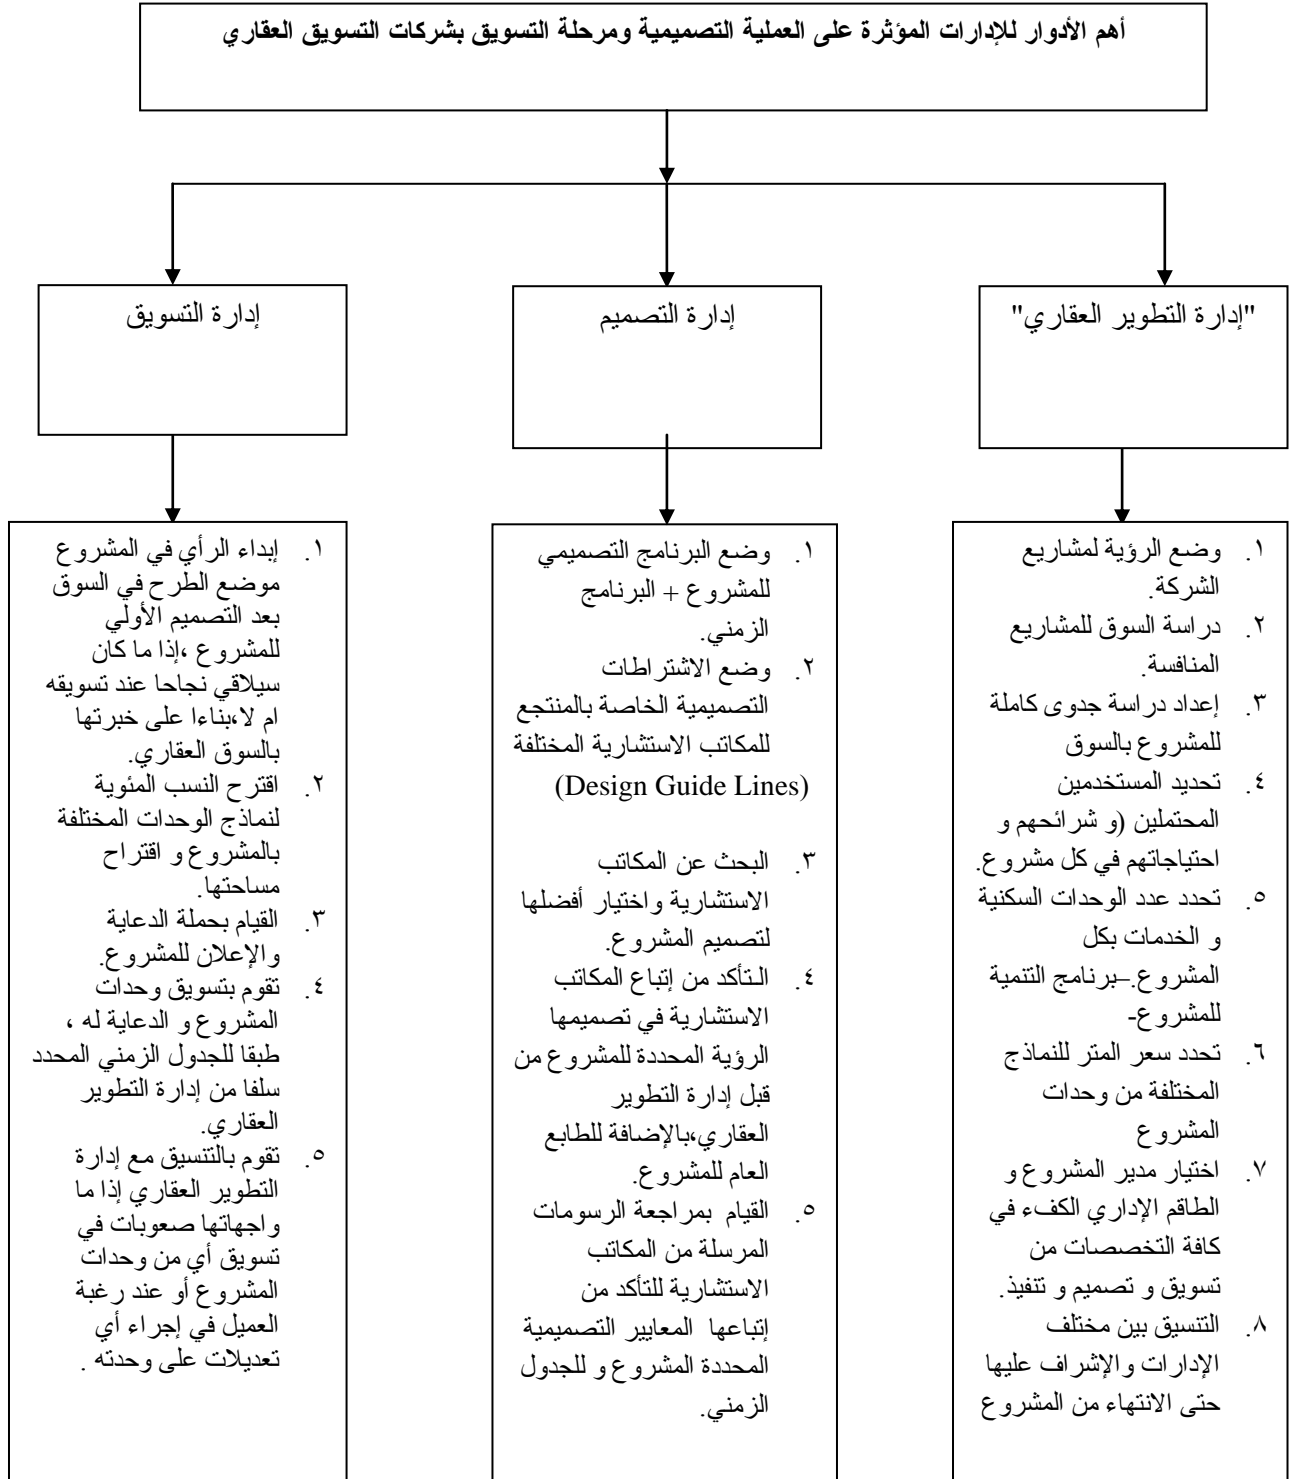 أهم الأدوار للإدارات المؤثرة على العملية التصميمية ومرحلة التسويق بشركات التسويق العقاري
"إدارة التطوير العقاري"
إدارة التصميم
إدارة التسويق
١. وضع الرؤية لمشاريع
الشركة.
٢. دراسة السوق للمشاريع
المنافسة.
٣. إعداد دراسة جدوى كاملة
للمشروع بالسوق
٤. تحديد المستخدمين
المحتملين (و شرائحهم و
احتياجاتهم في كل مشروع.
٥. تحدد عدد الوحدات السكنية
و الخدمات بكل
المشروع.–برنامج التنمية
للمشروع-
٦. تحدد سعر المتر للنماذج
المختلفة من وحدات
المشروع
٧. اختيار مدير المشروع و
الطاقم الإداري الكفء في
كافة التخصصات من
تسويق و تصميم و تنفيذ.
٨. التنسيق بين مختلف
الإدارات والإشراف عليها
حتى الانتهاء من المشروع
١. وضع البرنامج التصميمي
للمشروع + البرنامج
الزمني.
٢. وضع الاشتراطات
التصميمية الخاصة بالمنتجع
للمكاتب الاستشارية المختلفة
(Design Guide Lines)
٣. البحث عن المكاتب
الاستشارية واختيار أفضلها
لتصميم المشروع.
٤. التأكد من إتباع المكاتب
الاستشارية في تصميمها
الرؤية المحددة للمشروع من
قبل إدارة التطوير
العقاري،بالإضافة للطابع
العام للمشروع.
٥. القيام بمراجعة الرسومات
المرسلة من المكاتب
الاستشارية للتأكد من
إتباعها المعايير التصميمية
المحددة المشروع و للجدول
الزمني.
١. إبداء الرأي في المشروع
موضع الطرح في السوق
بعد التصميم الأولي
للمشروع ،إذا ما كان
سيلاقي نجاحا عند تسويقه
ام لا،بناءا على خبرتها
بالسوق العقاري.
٢. اقترح النسب المئوية
لنماذج الوحدات المختلفة
بالمشروع و اقتراح
مساحتها.
٣. القيام بحملة الدعاية
والإعلان للمشروع.
٤. تقوم بتسويق وحدات
المشروع و الدعاية له ،
طبقا للجدول الزمني المحدد
سلفا من إدارة التطوير
العقاري.
٥. تقوم بالتنسيق مع إدارة
التطوير العقاري إذا ما
واجهاتها صعوبات في
تسويق أي من وحدات
المشروع أو عند رغبة
العميل في إجراء أي
تعديلات على وحدته .